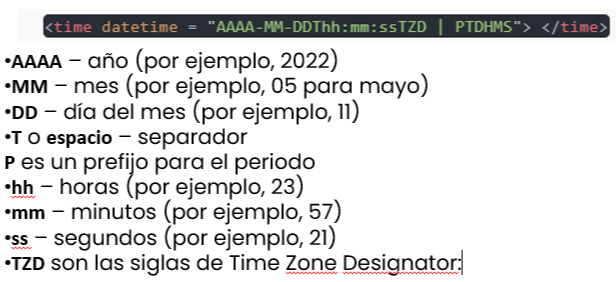 <time datetime = "AAAA-MM-DDThh:mm:ssTZD | PTDHMS"> </time>
•AAAA – año (por ejemplo, 2022)
•MM – mes (por ejemplo, 05 para mayo)
•DD – día del mes (por ejemplo, 11)
•T o espacio – separador
P es un prefijo para el periodo
•hh – horas (por ejemplo, 23)
•mm – minutos (por ejemplo, 57)
•ss – segundos (por ejemplo, 21)
•TZD son las siglas de Time Zone Designator: